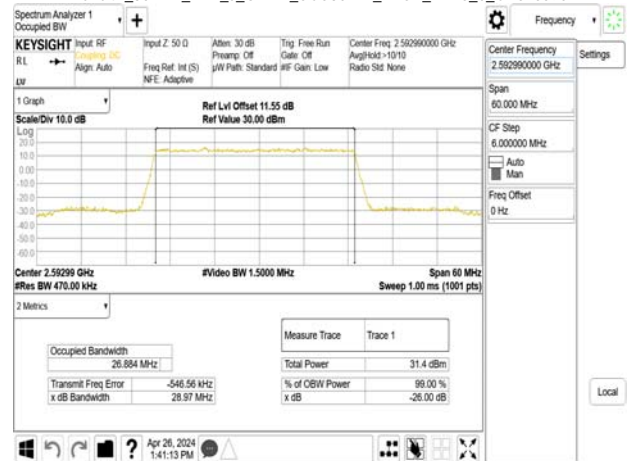 Spectrum Analyzer 1
Occupied BW
Frequency
KEYSIGHT
RL
Input: RF
Coupling: DC
Align: Auto
Input Z: 50 Ω
Freq Ref: Int (S)
NFE: Adaptive
Atten: 30 dB
Preamp: Off
µW Path: Standard
Trig: Free Run
Gate: Off
#IF Gain: Low
Center Freq: 2.592990000 GHz
Avg|Hold:>10/10
Radio Std: None
Center Frequency
2.592990000 GHz
Settings
Span
60.000 MHz
CF Step
6.000000 MHz
Auto
Man
Freq Offset
0 Hz
Local
1 Graph
Scale/Div 10.0 dB
Ref Lvl Offset 11.55 dB
Ref Value 30.00 dBm
Log
20.0
10.0
0.00
-10.0
-20.0
-30.0
-40.0
-50.0
-60.0
Center 2.59299 GHz
#Video BW 1.5000 MHz
Span 60 MHz
#Res BW 470.00 kHz
Sweep 1.00 ms (1001 pts)
2 Metrics
Measure Trace Trace 1
Occupied Bandwidth
26.884 MHz
Total Power 31.4 dBm
Transmit Freq Error -546.56 kHz
% of OBW Power 99.00 %
x dB Bandwidth 28.97 MHz
x dB -26.00 dB
Apr 26, 2024
1:41:13 PM